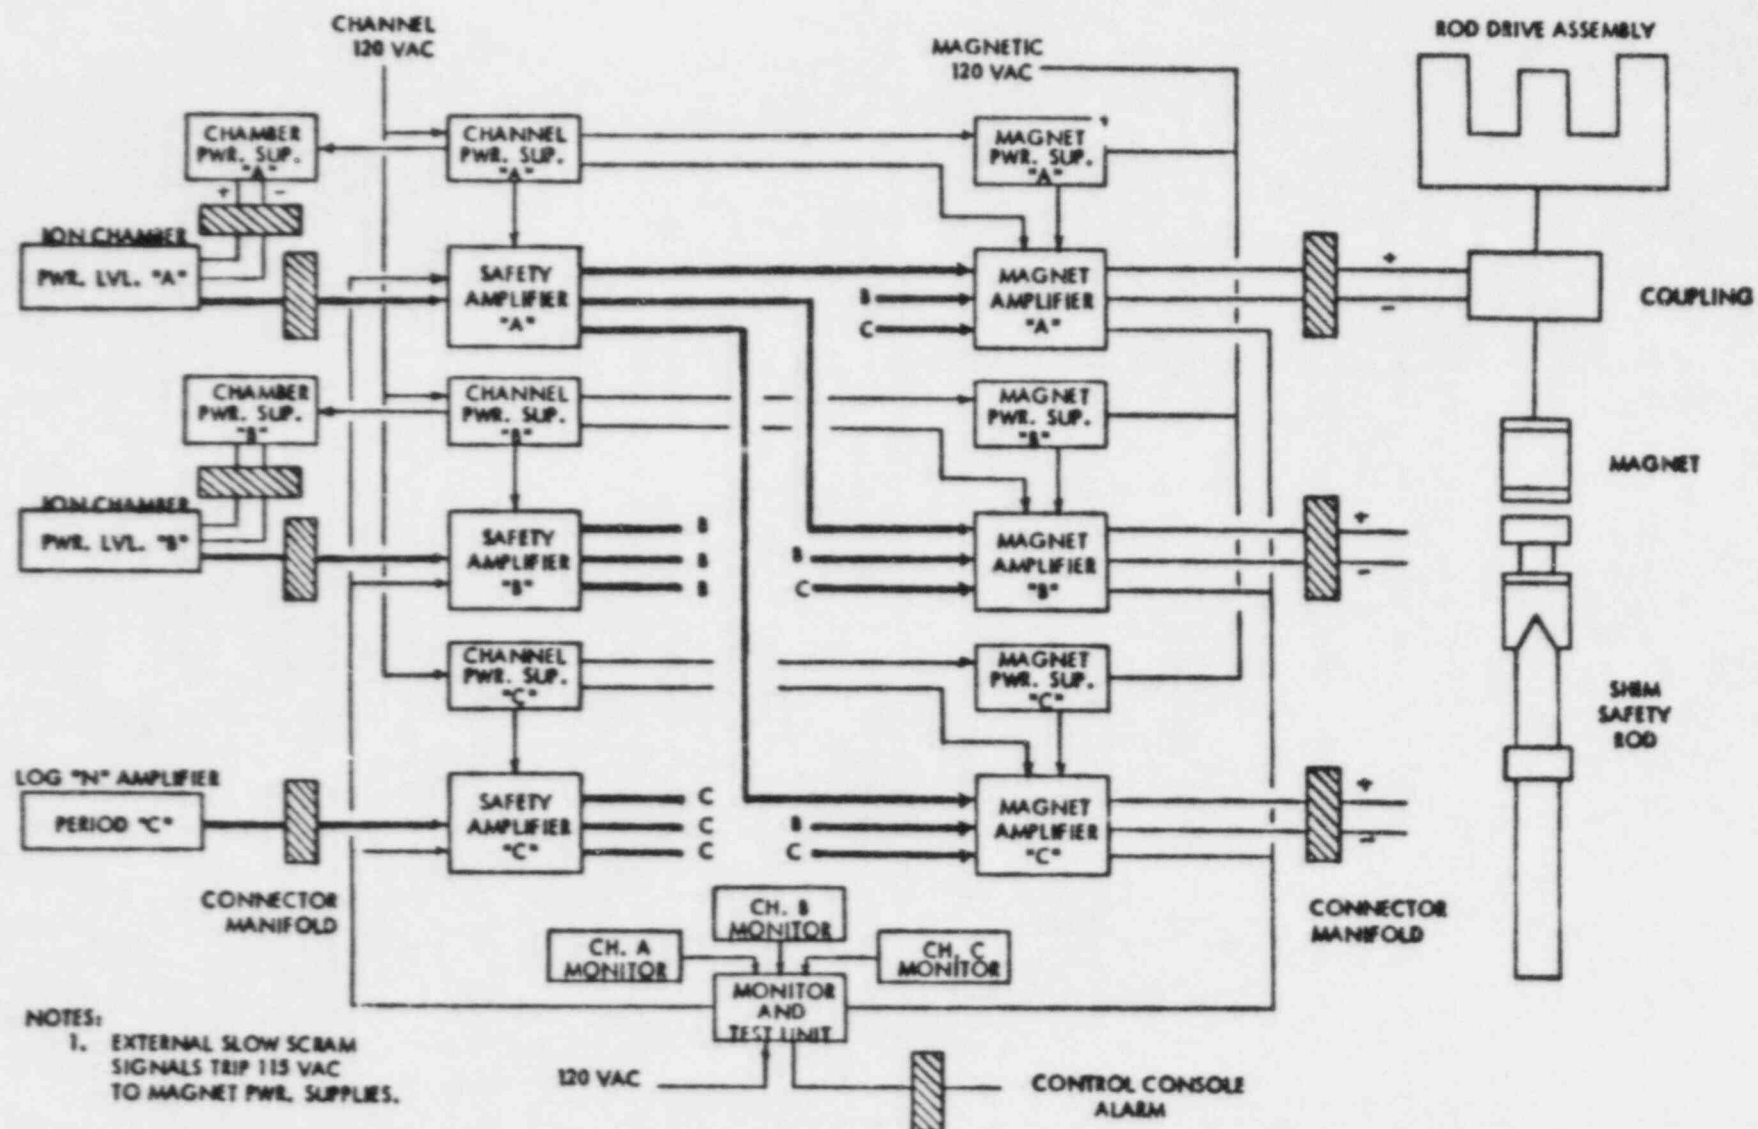 CHANNEL
120 VAC
MAGNETIC
120 VAC
ROD DRIVE ASSEMBLY
CHAMBER
PWR. SUP.
"A"
+ -
CHANNEL
PWR. SUP.
"A"
MAGNET
PWR. SUP.
"A"
ION CHAMBER
PWR. LVL. "A"
SAFETY
AMPLIFIER
"A"
B
C
MAGNET
AMPLIFIER
"A"
+
-
COUPLING
CHAMBER
PWR. SUP.
"B"
CHANNEL
PWR. SUP.
"B"
MAGNET
PWR. SUP.
"B"
MAGNET
ION CHAMBER
PWR. LVL. "B"
SAFETY
AMPLIFIER
"B"
B
B
B
B
C
MAGNET
AMPLIFIER
"B"
+
-
CHANNEL
PWR. SUP.
"C"
MAGNET
PWR. SUP.
"C"
SHIM
SAFETY
ROD
LOG "N" AMPLIFIER
PERIOD "C"
SAFETY
AMPLIFIER
"C"
C
C
C
B
C
MAGNET
AMPLIFIER
"C"
+
-
CONNECTOR
MANIFOLD
CONNECTOR
MANIFOLD
CH. A
MONITOR
CH. B
MONITOR
CH. C
MONITOR
MONITOR
AND
TEST UNIT
120 VAC
CONTROL CONSOLE
ALARM
NOTES:
1. EXTERNAL SLOW SCRAM
SIGNALS TRIP 115 VAC
TO MAGNET PWR. SUPPLIES.